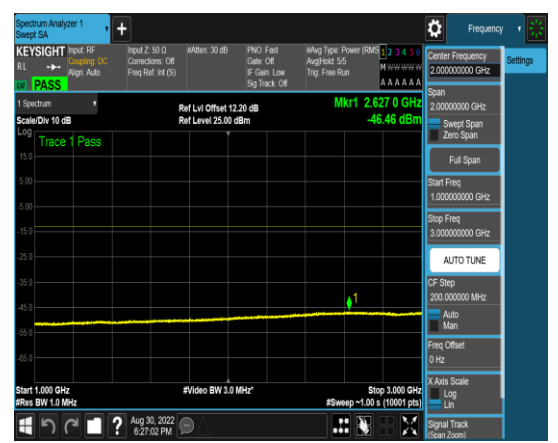 Spectrum Analyzer 1
Swept SA
Frequency
KEYSIGHT Input: RF Input Z: 50 Ω #Atten: 30 dB PNO: Fast #Avg Type: Power (RMS 1 2 3 4 5 6
RL Coupling: DC Corrections: Off Gate: Off Avg|Hold: 5/5 M W W W W W
Align: Auto Freq Ref: Int (S) IF Gain: Low Trig: Free Run
Sig Track: Off A A A A A A
PASS
1 Spectrum
Ref Lvl Offset 12.20 dB Mkr1 2.627 0 GHz
Scale/Div 10 dB Ref Level 25.00 dBm -46.46 dBm
Log
Trace 1 Pass
15.0
5.00
-5.00
-15.0
-25.0
-35.0
-45.0
-55.0
-65.0
1
Start 1.000 GHz #Video BW 3.0 MHz* Stop 3.000 GHz
#Res BW 1.0 MHz #Sweep ~1.00 s (10001 pts)
Aug 30, 2022
6:27:02 PM
Center Frequency
2.000000000 GHz
Settings
Span
2.00000000 GHz
Swept Span
Zero Span
Full Span
Start Freq
1.000000000 GHz
Stop Freq
3.000000000 GHz
AUTO TUNE
CF Step
200.000000 MHz
Auto
Man
Freq Offset
0 Hz
X Axis Scale
Log
Lin
Signal Track
(Span Zoom)